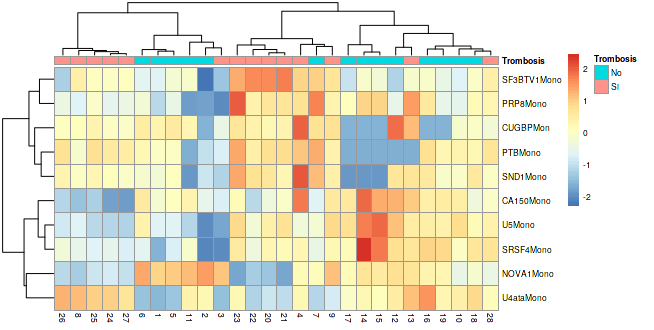 Trombosis
SF3BTV1Mono
PRP8Mono
CUGBPMon
PTBMono
SND1Mono
CA150Mono
U5Mono
SRSF4Mono
NOVA1Mono
U4ataMono
26 8 25 24 27 6 1 5 11 2 3 23 22 20 21 4 7 9 17 14 15 12 13 16 19 10 18 28
2
1
0
-1
-2
Trombosis
No
SI